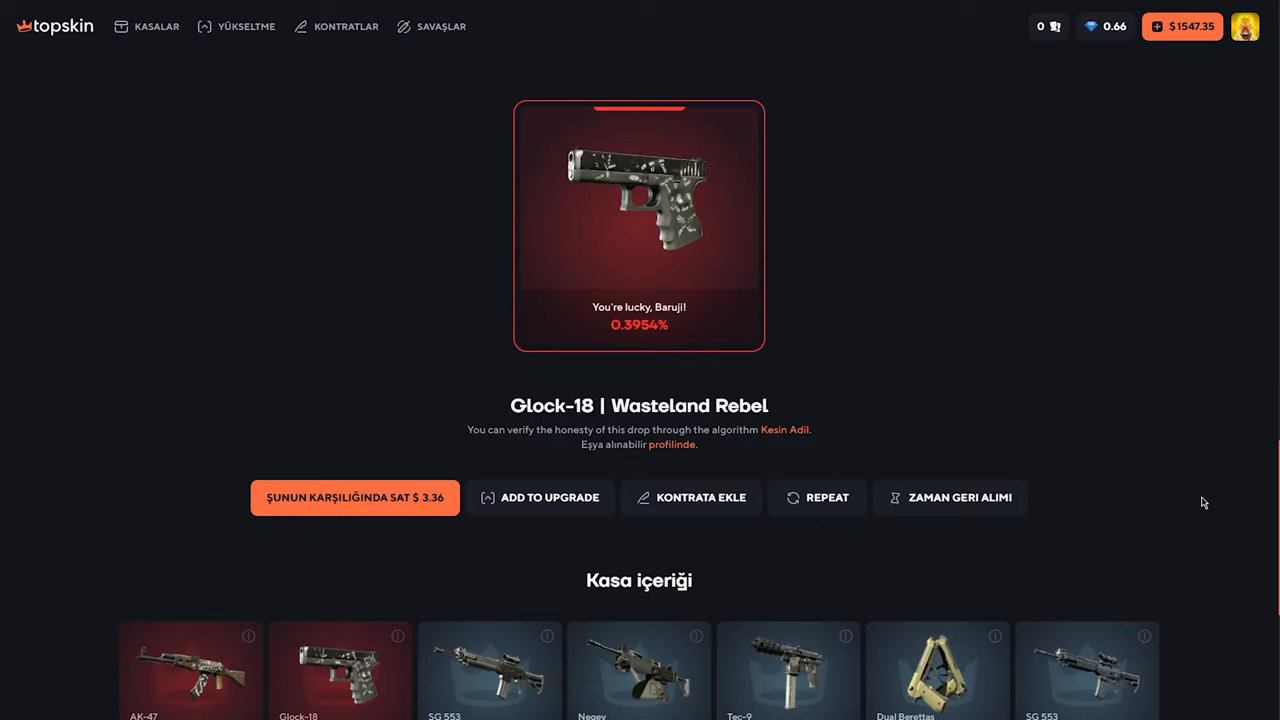 topskin
KASALAR
YÜKSELTME
KONTRATLAR
SAVAŞLAR
0
0.66
$ 1547.35
You're lucky, Baruji!
0.3954%
Glock-18 | Wasteland Rebel
You can verify the honesty of this drop through the algorithm Kesin Adil.
Eşya alınabilir profilinde.
ŞUNUN KARŞILIĞINDA SAT $ 3.36
ADD TO UPGRADE
KONTRATA EKLE
REPEAT
ZAMAN GERI ALIMI
Kasa içeriği
AK-47
Glock-18
SG 553
Negev
Tec-9
Dual Berettas
SG 553